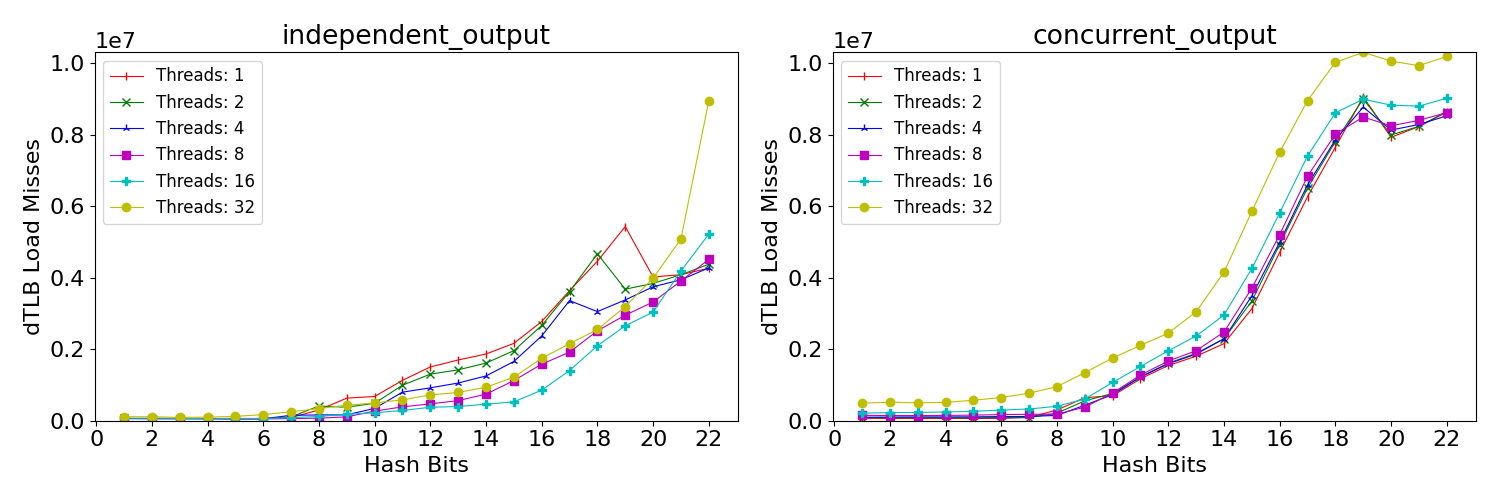 independent_output
1e7
dTLB Load Misses
1.0
0.8
0.6
0.4
0.2
0.0
Threads: 1
Threads: 2
Threads: 4
Threads: 8
Threads: 16
Threads: 32
0 2 4 6 8 10 12 14 16 18 20 22
Hash Bits
concurrent_output
1e7
dTLB Load Misses
1.0
0.8
0.6
0.4
0.2
0.0
Threads: 1
Threads: 2
Threads: 4
Threads: 8
Threads: 16
Threads: 32
0 2 4 6 8 10 12 14 16 18 20 22
Hash Bits